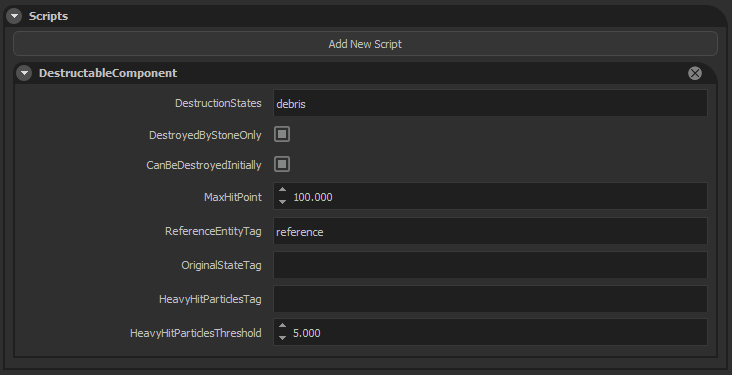 Scripts
Add New Script
DestructableComponent
DestructionStates debris
DestroyedByStoneOnly
CanBeDestroyedInitially
MaxHitPoint 100.000
ReferenceEntityTag reference
OriginalStateTag
HeavyHitParticlesTag
HeavyHitParticlesThreshold 5.000